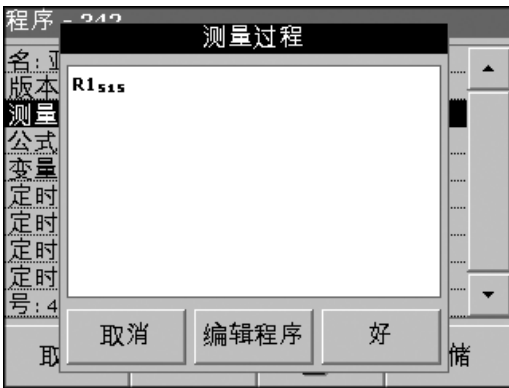 程序 - 242
测量过程
名:亚
版本
R1₅₁₅
测量
公式
变量
定时
定时
定时
定时
号:4
取消
编辑程序
好
取
储